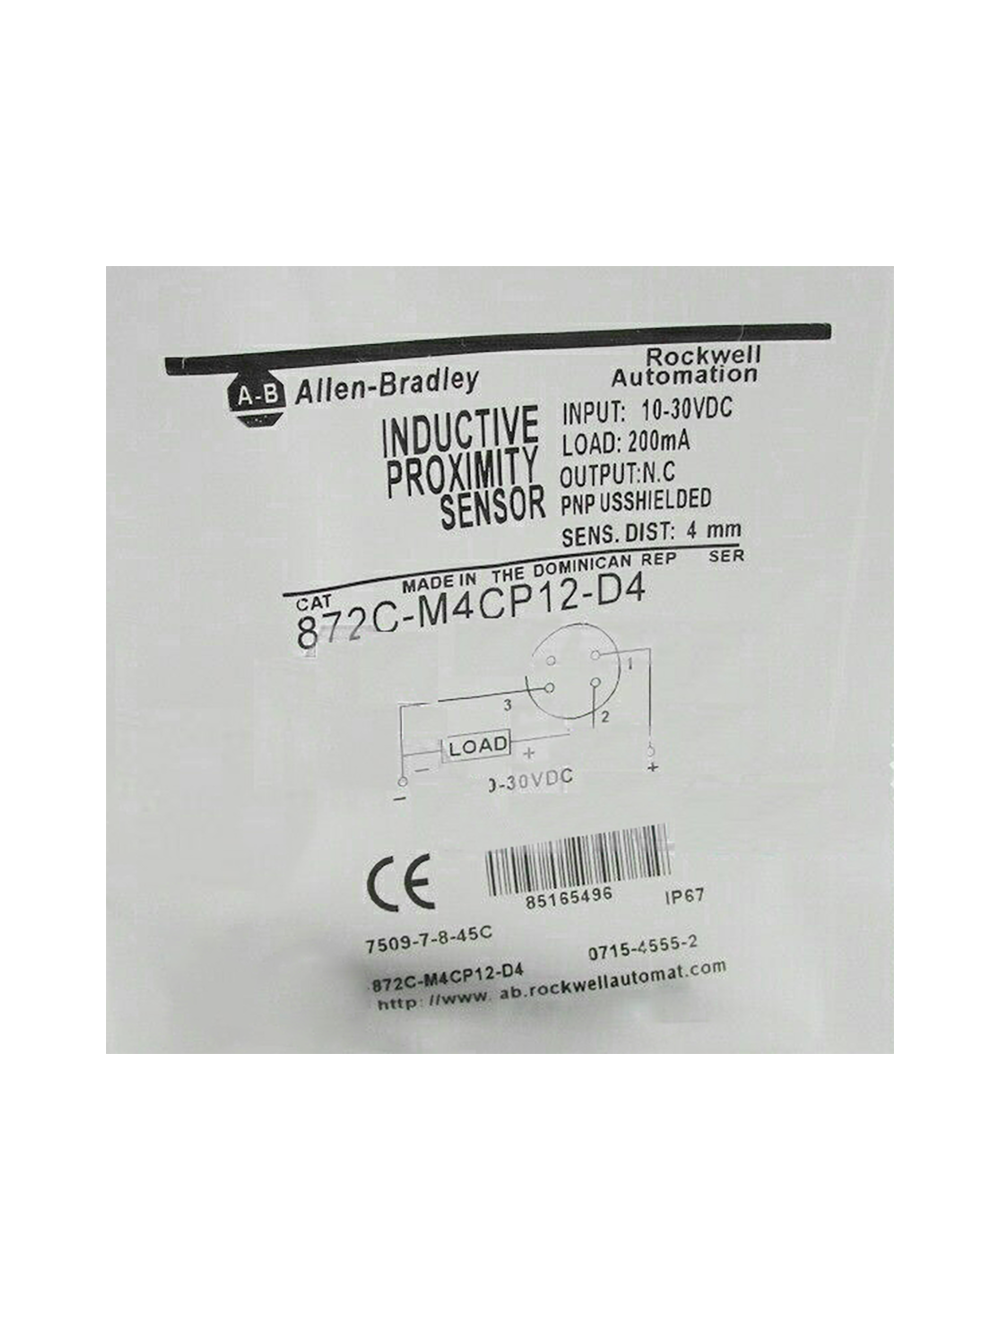 Rockwell
Automation
A-B Allen-Bradley
INDUCTIVE
PROXIMITY
SENSOR
INPUT: 10-30VDC
LOAD: 200mA
OUTPUT:N.C
PNP USSHIELDED
SENS. DIST: 4 mm
CAT MADE IN THE DOMINICAN REP SER
872C-M4CP12-D4
1
3
2
LOAD
+
−
0-30VDC
−
+
CE
85165496
IP67
7509-7-8-45C
872C-M4CP12-D4 0715-4555-2
http: //www. ab.rockwellautomat.com